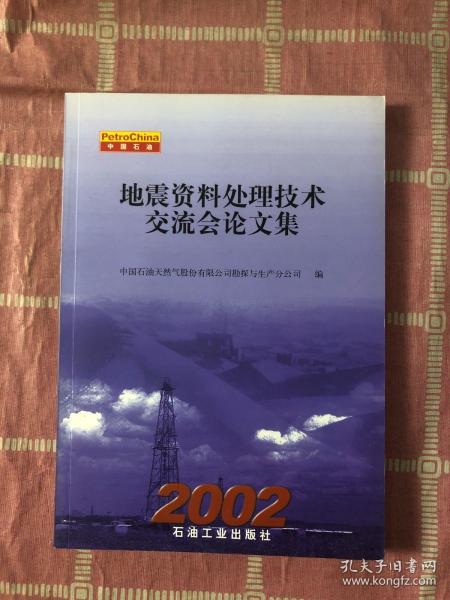 PetroChina
中国石油
地震资料处理技术
交流会论文集
中国石油天然气股份有限公司勘探与生产分公司 编
2002
石油工业出版社
孔夫子旧书网
www.kongfz.com